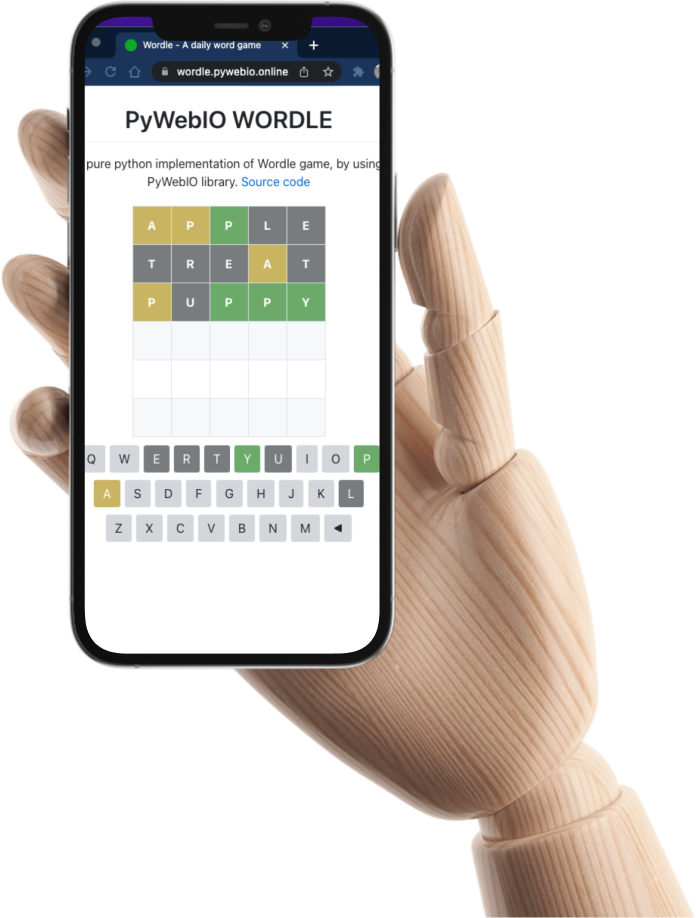 Wordle - A daily word game
wordle.pywebio.online
PyWebIO WORDLE
pure python implementation of Wordle game, by using
PyWebIO library. Source code
A P P L E
T R E A T
P U P P Y
Q W E R T Y U I O P
A S D F G H J K L
Z X C V B N M